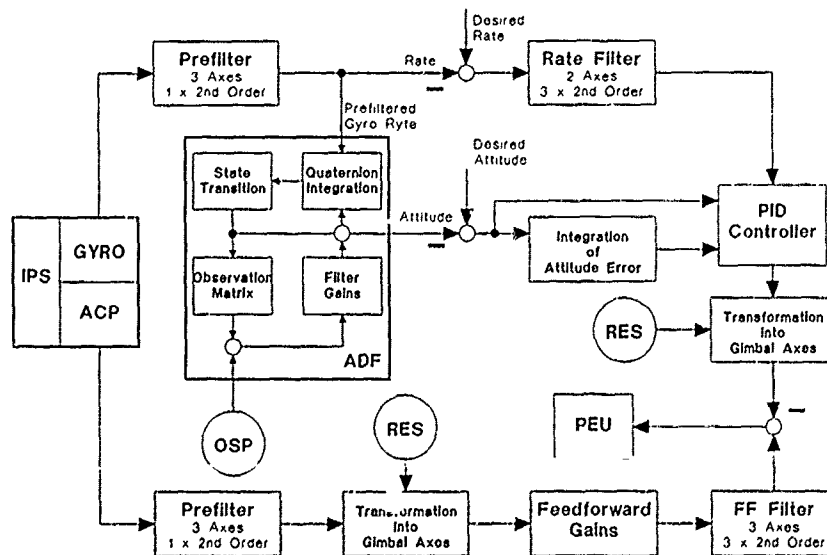 Desired
Rate
Prefilter
3 Axes
1 x 2nd Order
Rate
Rate Filter
2 Axes
3 x 2nd Order
Prefiltered
Gyro Ryte
Desired
Attitude
State
Transition
Quaternion
Integration
Attitude
PID
Controller
IPS
GYRO
ACP
Integration
of
Attitude Error
Observation
Matrix
Filter
Gains
RES
Transformation
into
Gimbal Axes
ADF
OSP
RES
PEU
Prefilter
3 Axes
1 x 2nd Order
Transformation
into
Gimbal Axes
Feedforward
Gains
FF Filter
3 Axes
3 x 2nd Order